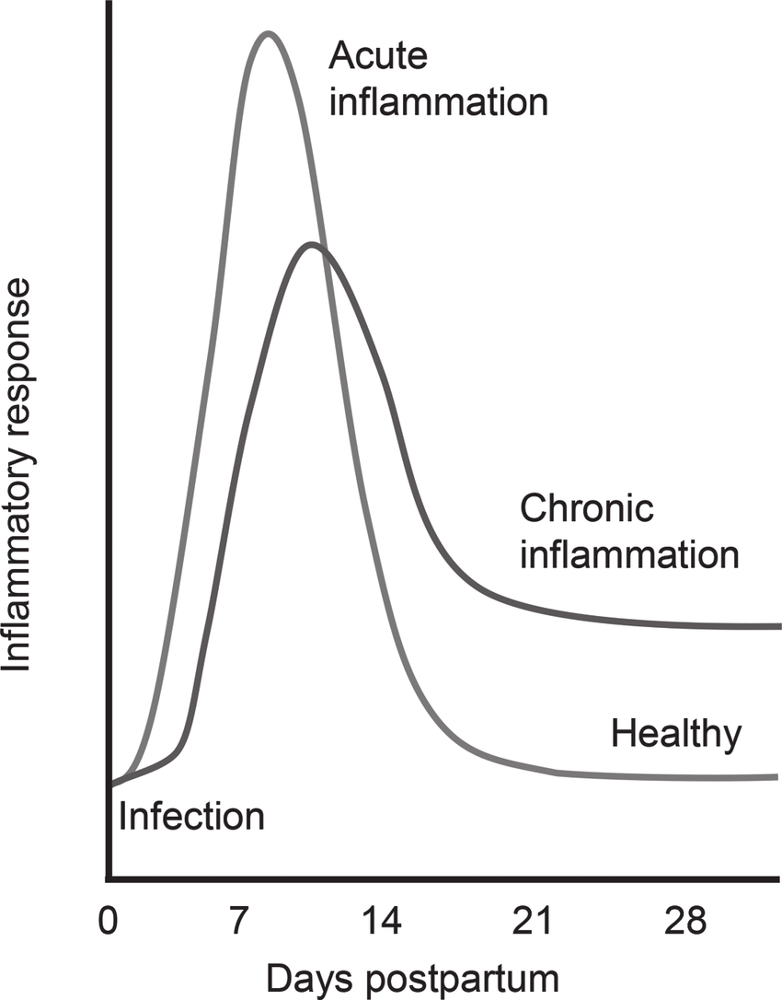 Acute
inflammation
Inflammatory response
Chronic
inflammation
Healthy
Infection
0 7 14 21 28
Days postpartum